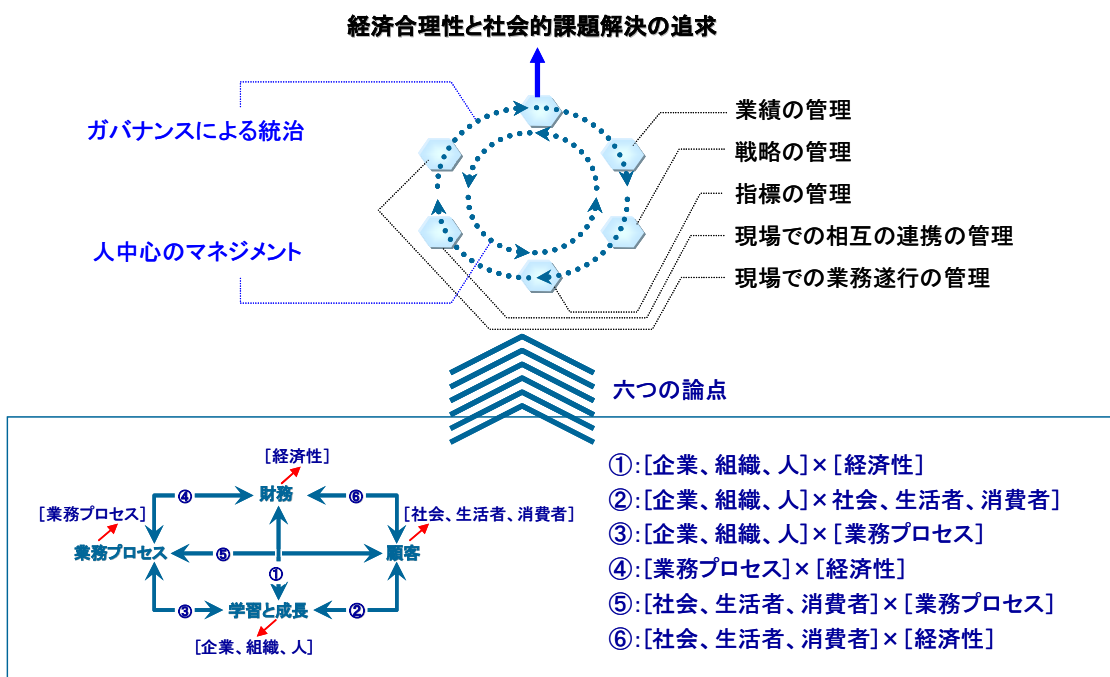 経済合理性と社会的課題解決の追求
ガバナンスによる統治
人中心のマネジメント
業績の管理
戦略の管理
指標の管理
現場での相互の連携の管理
現場での業務遂行の管理
六つの論点
[経済性]
④
財務
⑥
[業務プロセス]
[社会、生活者、消費者]
業務プロセス
⑤
顧客
①
③
学習と成長
②
[企業、組織、人]
①:[企業、組織、人]×[経済性]
②:[企業、組織、人]×社会、生活者、消費者]
③:[企業、組織、人]×[業務プロセス]
④:[業務プロセス]×[経済性]
⑤:[社会、生活者、消費者]×[業務プロセス]
⑥:[社会、生活者、消費者]×[経済性]